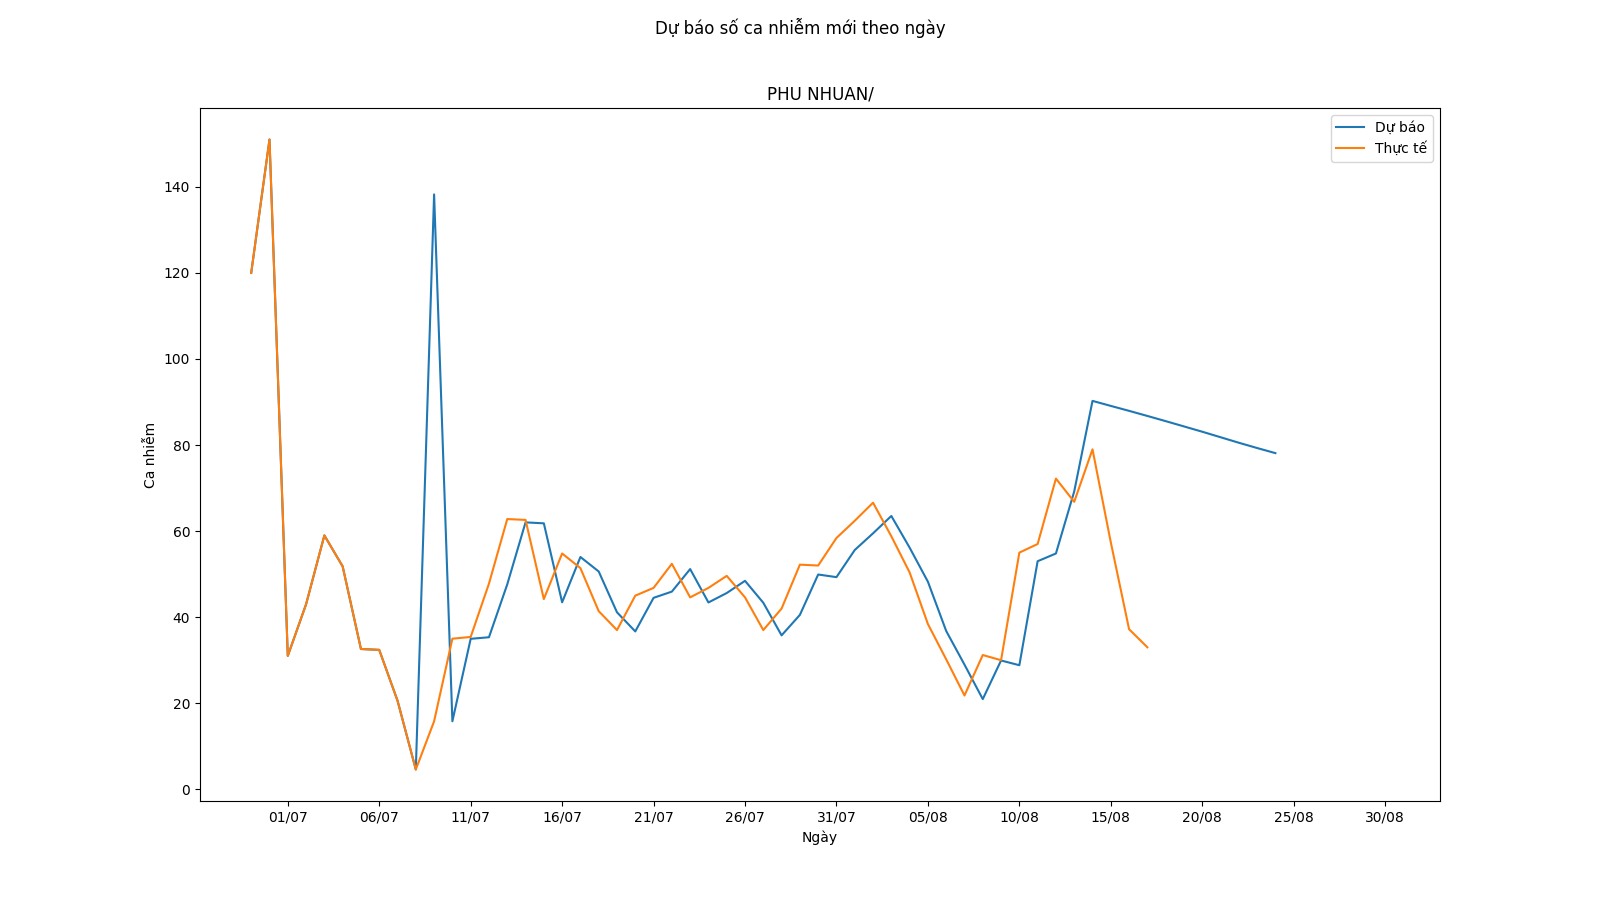 Dự báo số ca nhiễm mới theo ngày
PHU NHUAN/
Dự báo
Thực tế
140
120
100
80
60
40
20
0
Ca nhiễm
01/07 06/07 11/07 16/07 21/07 26/07 31/07 05/08 10/08 15/08 20/08 25/08 30/08
Ngày